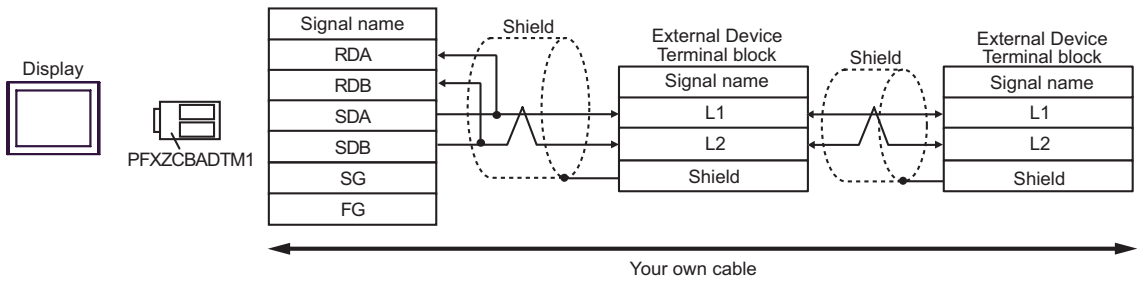 Display
PFXZCBADTM1
Signal name
RDA
RDB
SDA
SDB
SG
FG
Shield
External Device
Terminal block
Signal name
L1
L2
Shield
Shield
External Device
Terminal block
Signal name
L1
L2
Shield
Your own cable